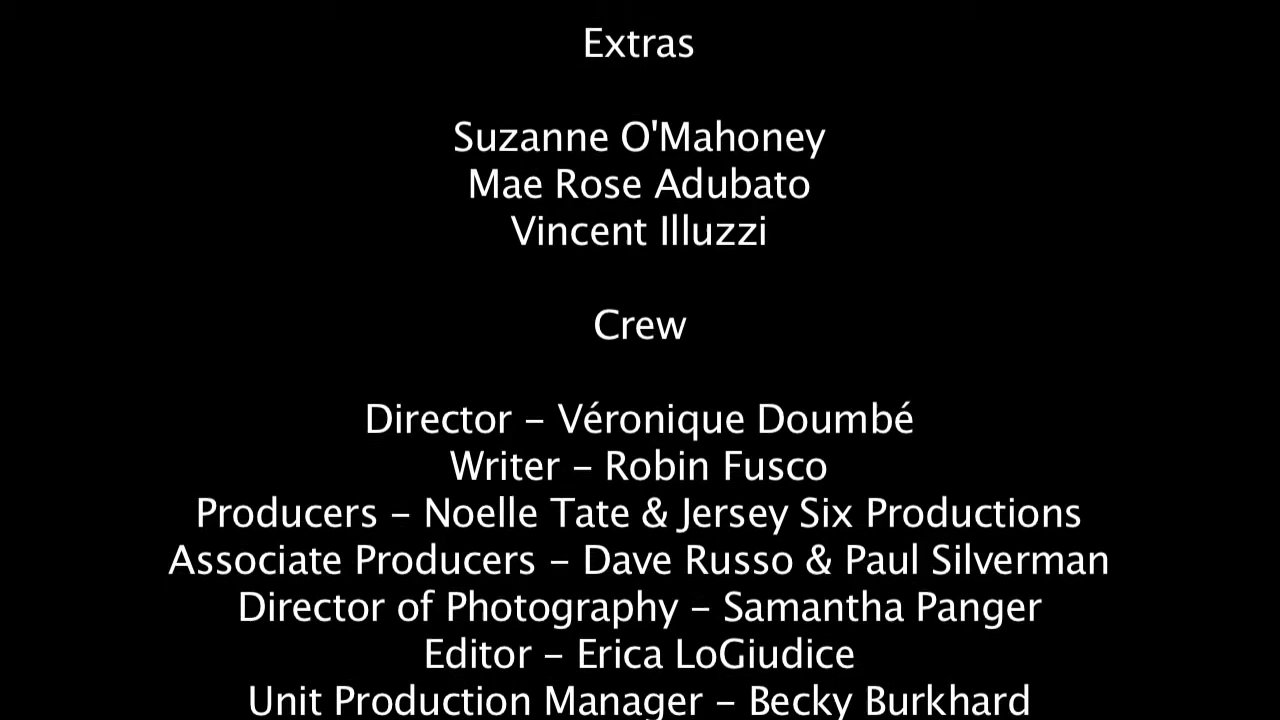 Extras
Suzanne O'Mahoney
Mae Rose Adubato
Vincent Illuzzi
Crew
Director – Véronique Doumbé
Writer – Robin Fusco
Producers – Noelle Tate & Jersey Six Productions
Associate Producers – Dave Russo & Paul Silverman
Director of Photography – Samantha Panger
Editor – Erica LoGiudice
Unit Production Manager – Becky Burkhard